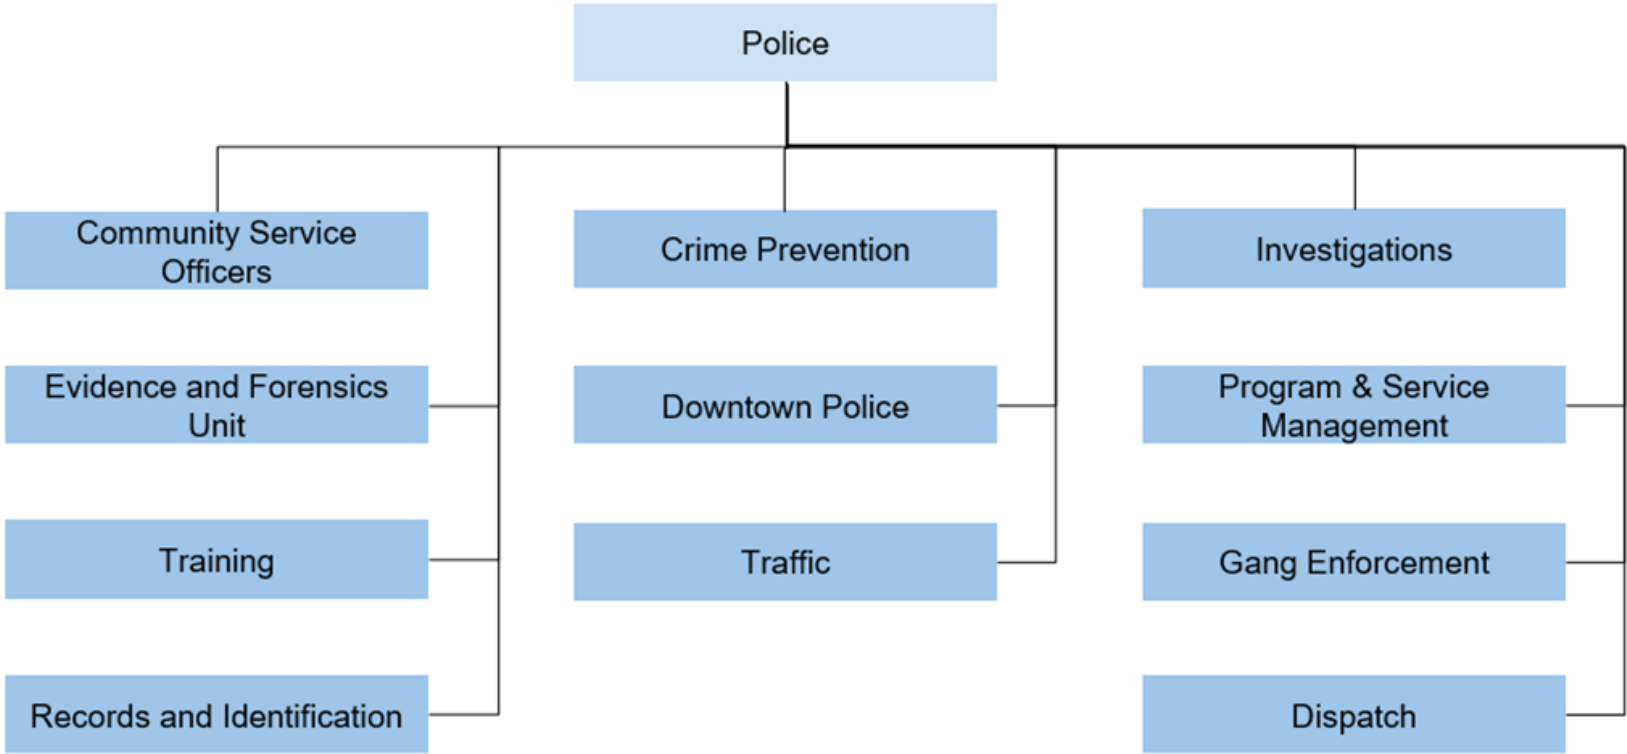 Police
Community Service
Officers
Crime Prevention
Investigations
Evidence and Forensics
Unit
Downtown Police
Program & Service
Management
Training
Traffic
Gang Enforcement
Records and Identification
Dispatch